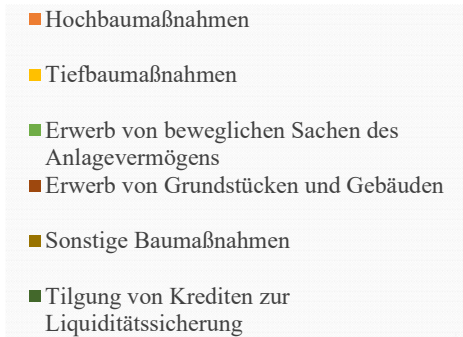 Hochbaumaßnahmen
Tiefbaumaßnahmen
Erwerb von beweglichen Sachen des
Anlagevermögens
Erwerb von Grundstücken und Gebäuden
Sonstige Baumaßnahmen
Tilgung von Krediten zur
Liquiditätssicherung